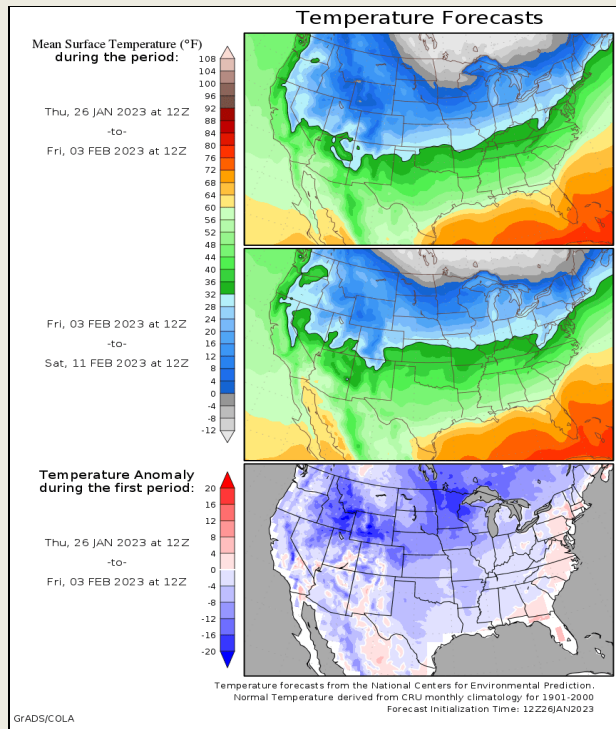 Temperature Forecasts
Mean Surface Temperature (°F)
during the period:
Thu, 26 JAN 2023 at 12Z
-to-
Fri, 03 FEB 2023 at 12Z
108
104
100
96
92
88
84
80
76
72
68
64
60
56
52
48
44
40
36
32
28
24
20
16
12
8
4
0
-4
-8
-12
Fri, 03 FEB 2023 at 12Z
-to-
Sat, 11 FEB 2023 at 12Z
Temperature Anomaly
during the first period:
Thu, 26 JAN 2023 at 12Z
-to-
Fri, 03 FEB 2023 at 12Z
20
16
12
8
4
0
-4
-8
-12
-16
-20
Temperature forecasts from the National Centers for Environmental Prediction.
Normal Temperature derived from CRU monthly climatology for 1901-2000
Forecast Initialization Time: 12Z26JAN2023
GrADS/COLA